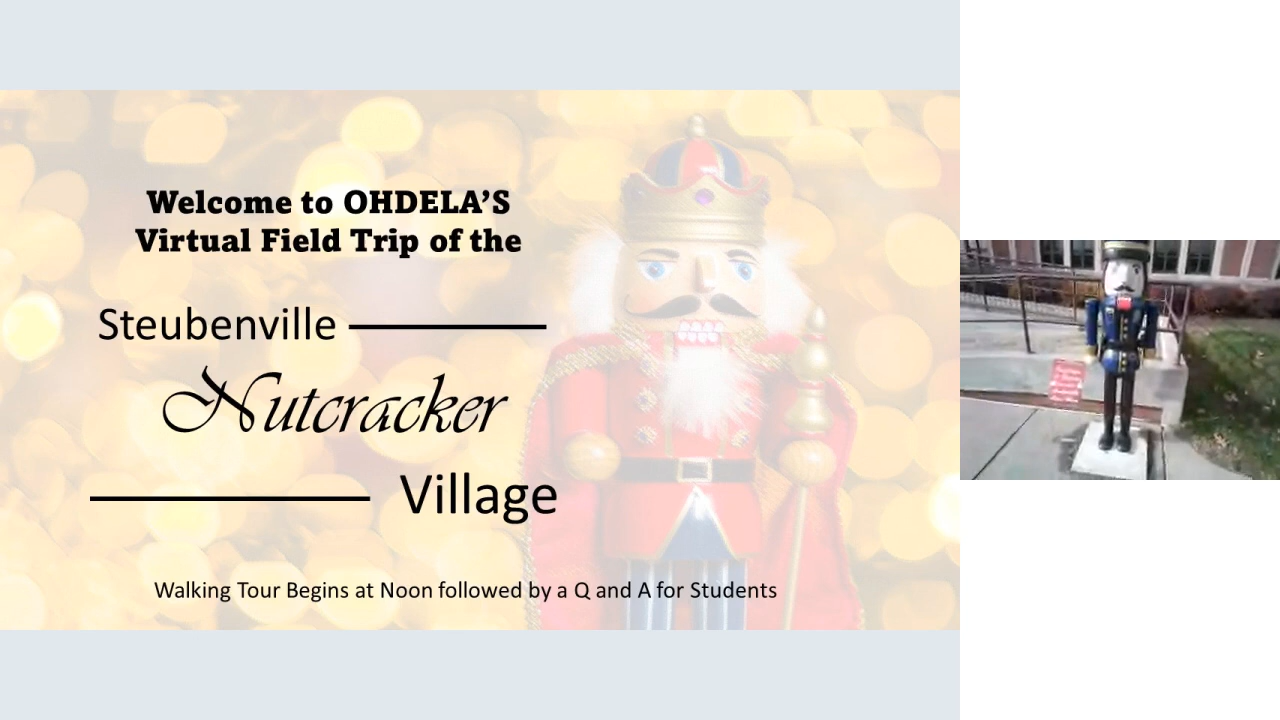 Welcome to OHDELA’S
Virtual Field Trip of the
Steubenville
Nutcracker
Village
Walking Tour Begins at Noon followed by a Q and A for Students